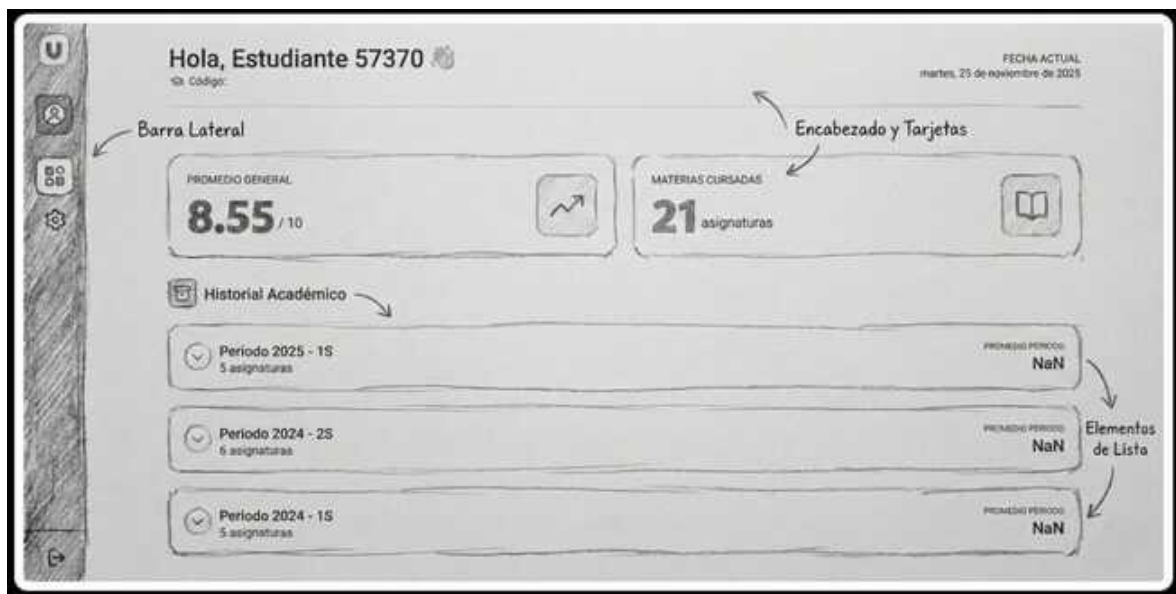 U
Hola, Estudiante 57370
Código:
FECHA ACTUAL
martes, 25 de noviembre de 2025
Barra Lateral
Encabezado y Tarjetas
PROMEDIO GENERAL
8.55 / 10
MATERIAS CURSADAS
21 asignaturas
Historial Académico
Periodo 2025 - 1S
5 asignaturas
PROMEDIO PERIODO
NaN
Periodo 2024 - 2S
6 asignaturas
PROMEDIO PERIODO
NaN
Elementos
de Lista
Periodo 2024 - 1S
5 asignaturas
PROMEDIO PERIODO
NaN